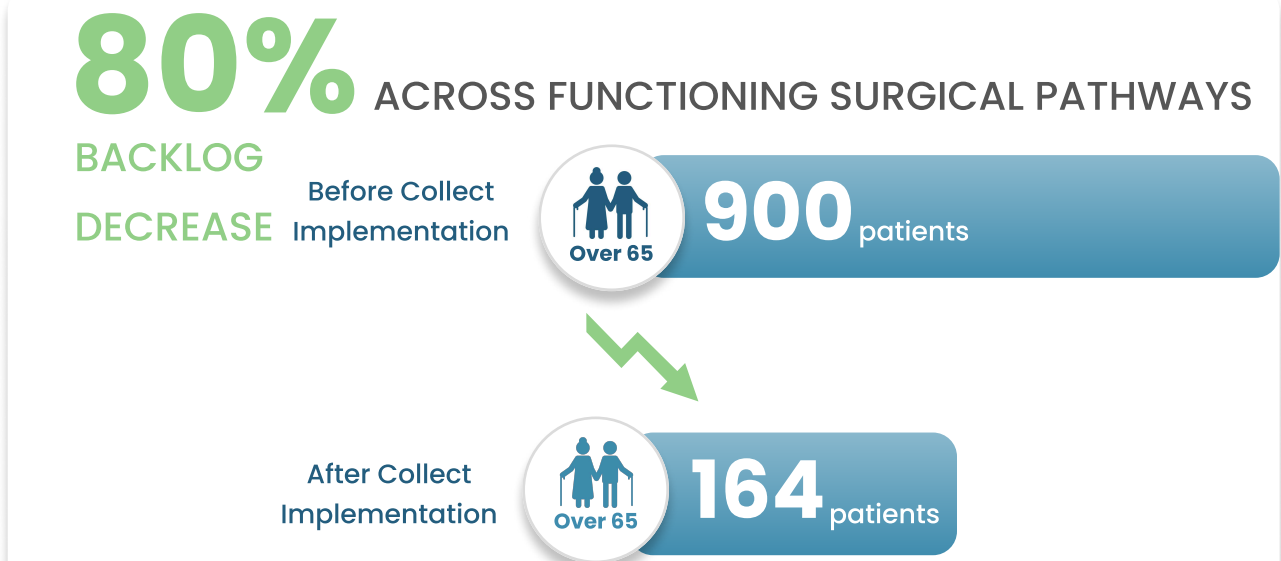 80% ACROSS FUNCTIONING SURGICAL PATHWAYS
BACKLOG
DECREASE
Before Collect
Implementation
Over 65
900 patients
After Collect
Implementation
Over 65
164 patients